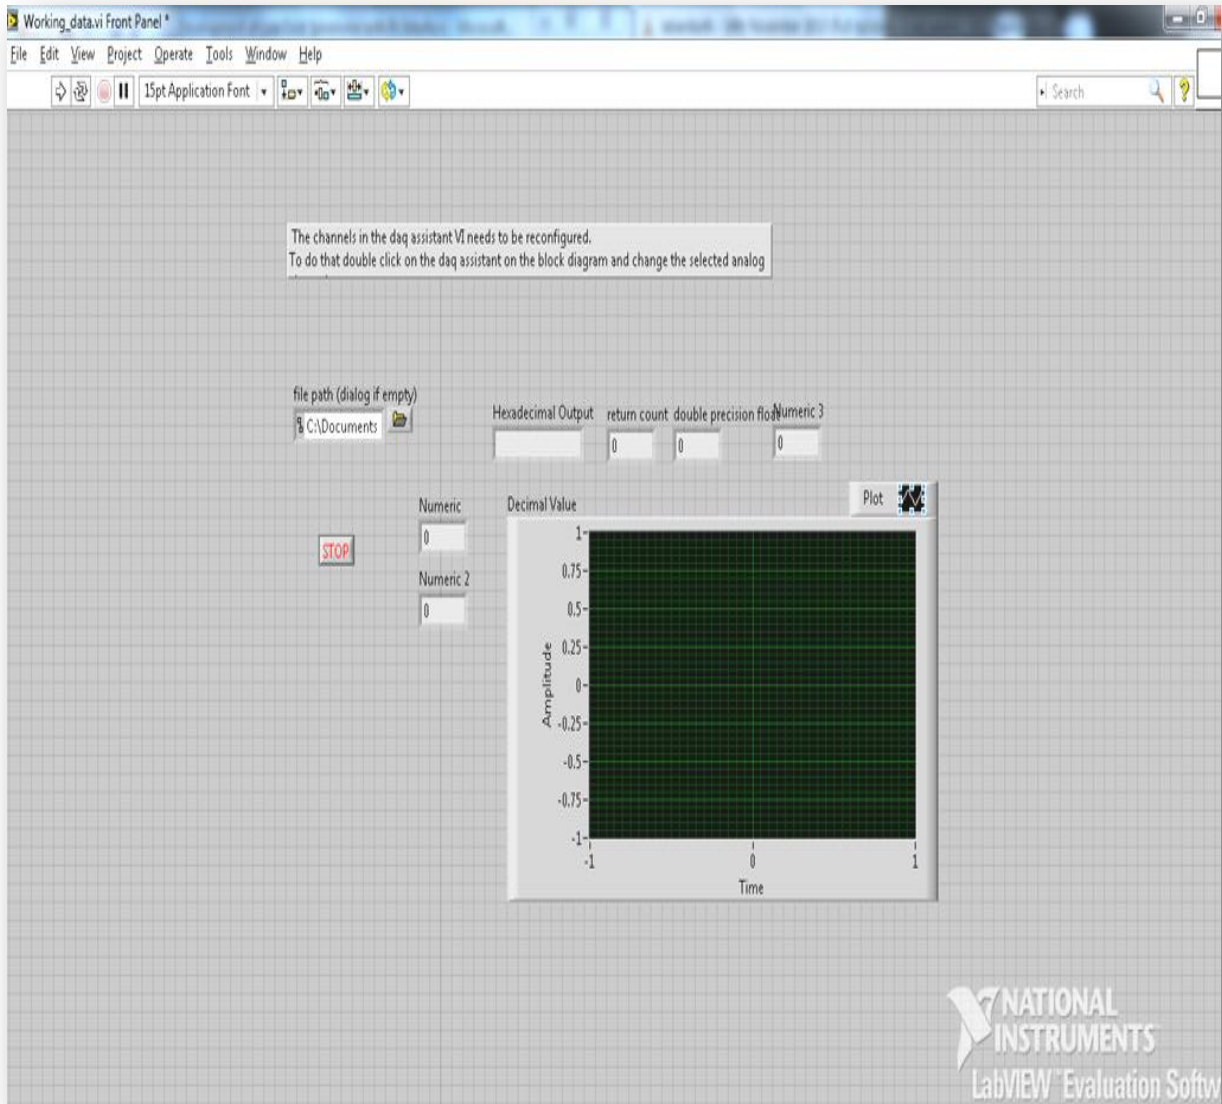 Working_data.vi Front Panel *
File Edit View Project Operate Tools Window Help
15pt Application Font
Search
The channels in the daq assistant VI needs to be reconfigured.
To do that double click on the daq assistant on the block diagram and change the selected analog
file path (dialog if empty)
C:\Documents
Hexadecimal Output
return count
0
double precision float
0
Numeric 3
0
STOP
Numeric
0
Numeric 2
0
Decimal Value
Plot
1
0.75
0.5
0.25
0
-0.25
-0.5
-0.75
-1
Amplitude
-1 0 1
Time
NATIONAL
INSTRUMENTS
LabVIEW™ Evaluation Softw